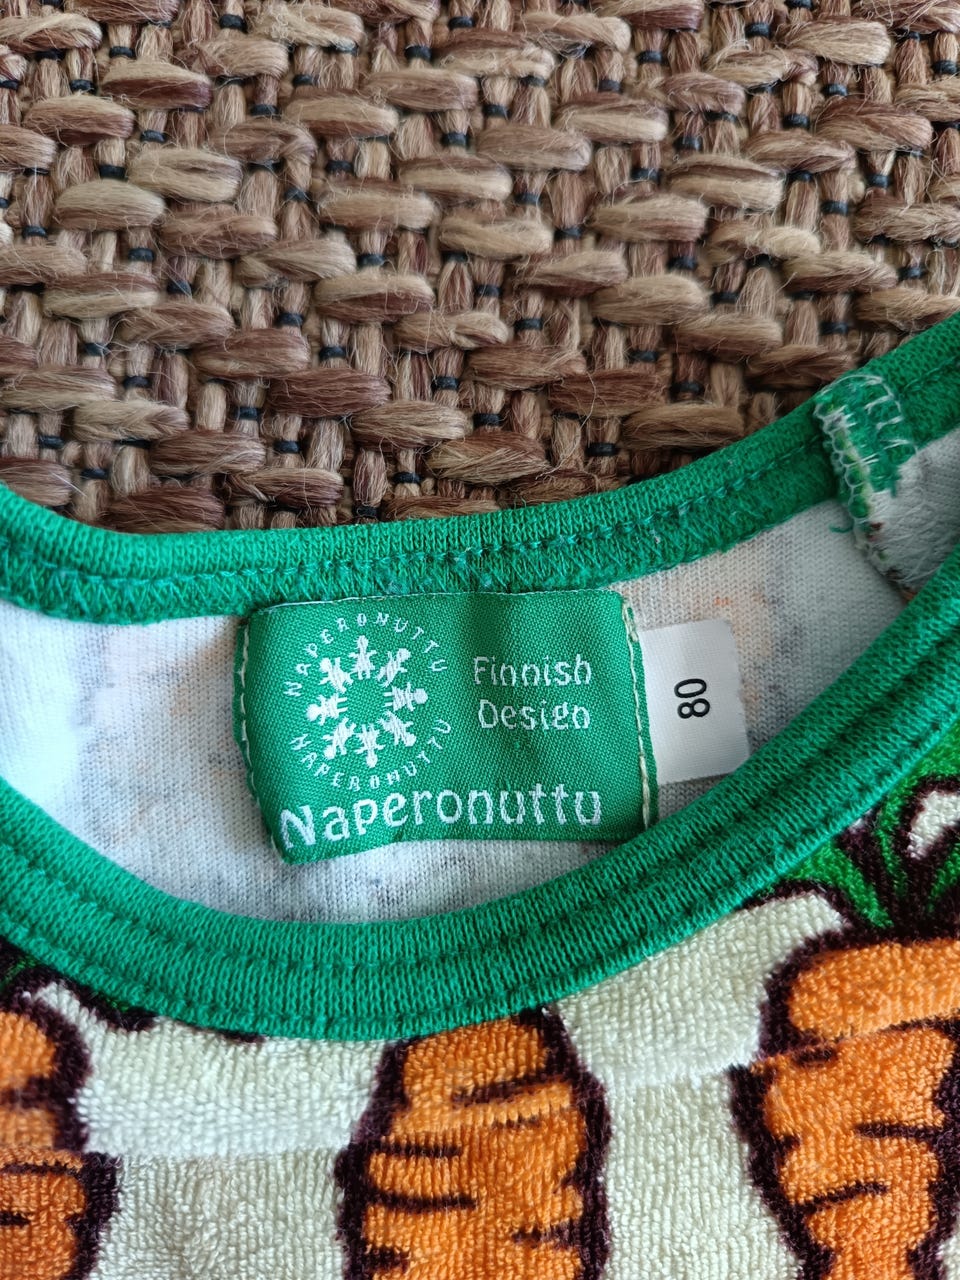 NAPERONUTTU
Finnish
Design
NAPERONUTTU
Naperonuttu
80